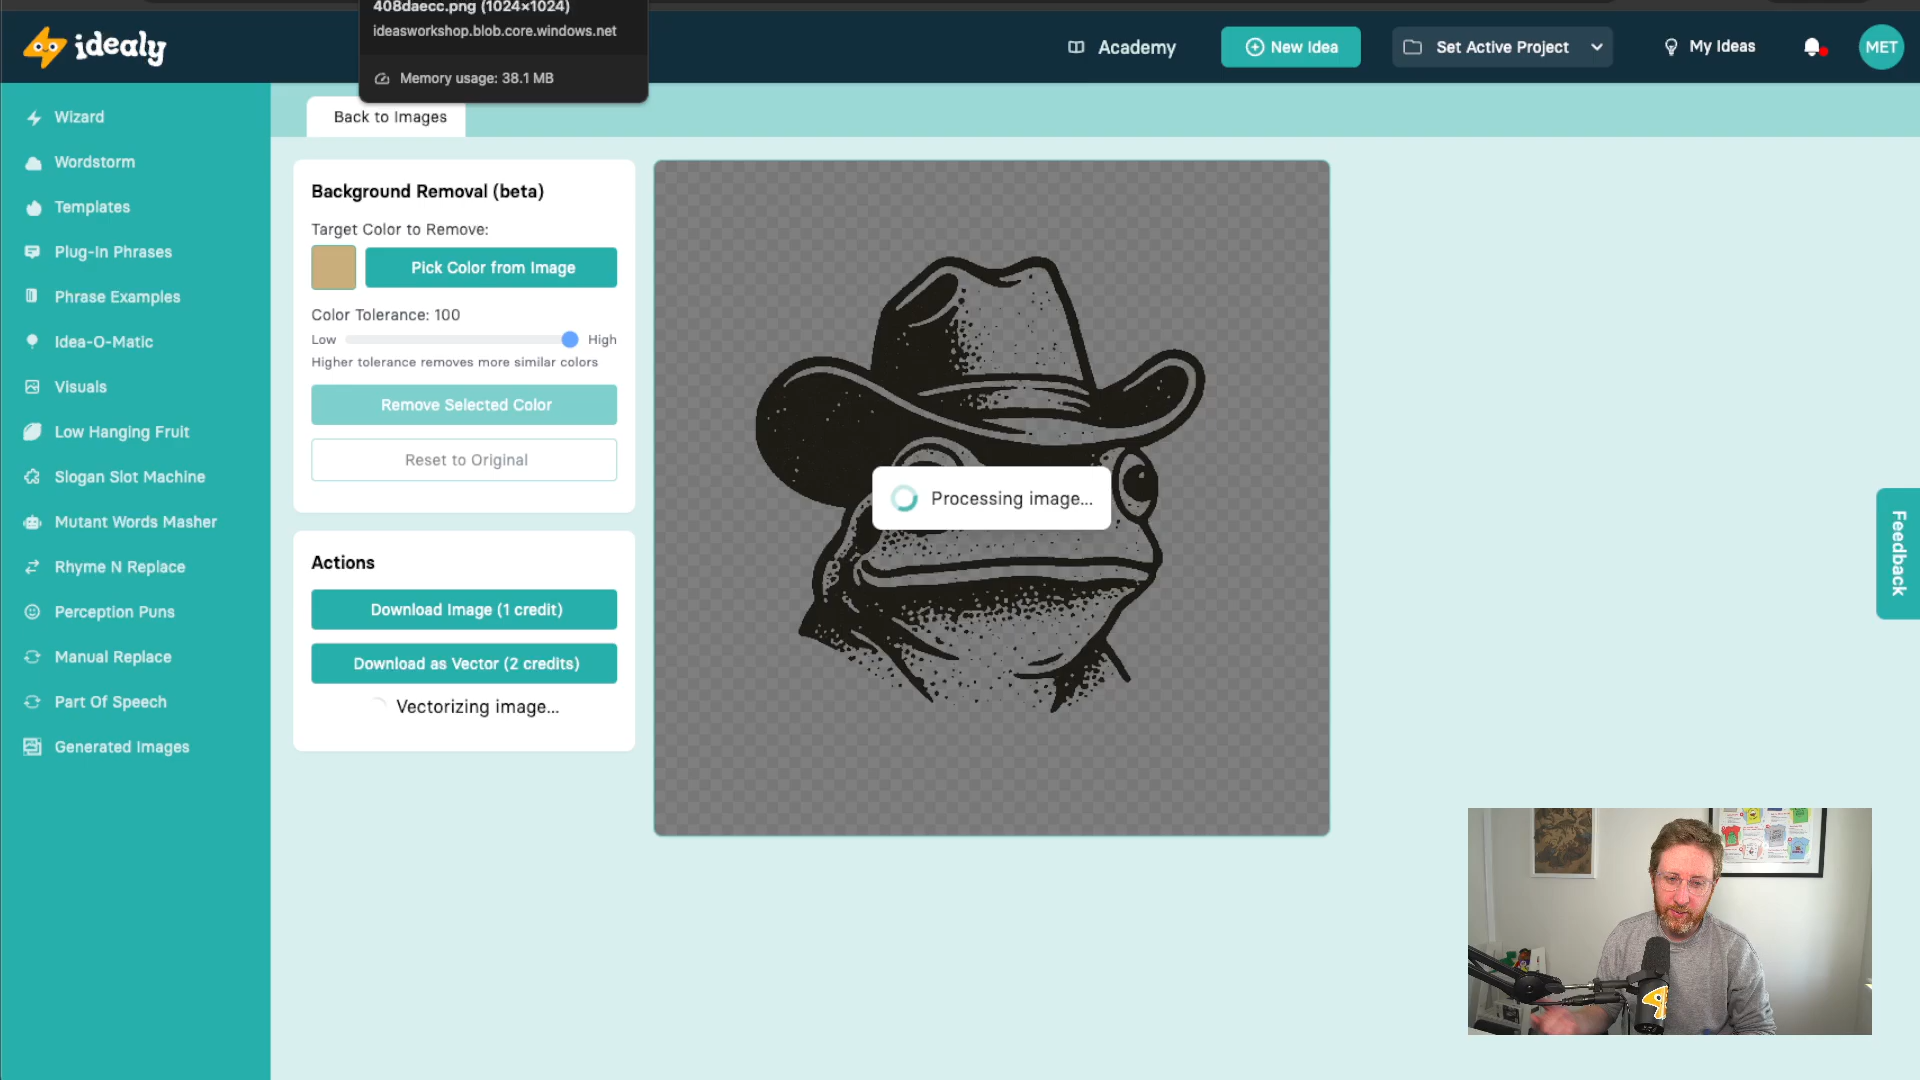 408daecc.png (1024×1024)
ideasworkshop.blob.core.windows.net
Memory usage: 38.1 MB
idealy
Academy
New Idea
Set Active Project
My Ideas
MET
Wizard
Wordstorm
Templates
Plug-In Phrases
Phrase Examples
Idea-O-Matic
Visuals
Low Hanging Fruit
Slogan Slot Machine
Mutant Words Masher
Rhyme N Replace
Perception Puns
Manual Replace
Part Of Speech
Generated Images
Back to Images
Background Removal (beta)
Target Color to Remove:
Pick Color from Image
Color Tolerance: 100
Low High
Higher tolerance removes more similar colors
Remove Selected Color
Reset to Original
Actions
Download Image (1 credit)
Download as Vector (2 credits)
Vectorizing image...
Processing image...
Feedback